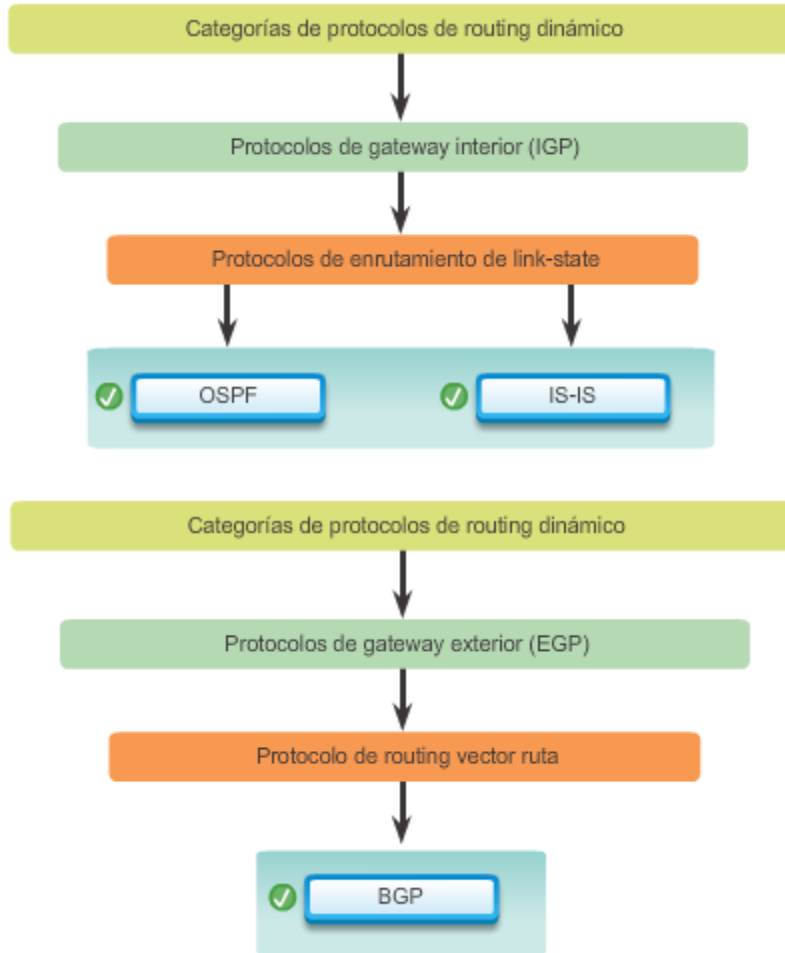 Categorías de protocolos de routing dinámico
Protocolos de gateway interior (IGP)
Protocolos de enrutamiento de link-state
OSPF
IS-IS
Categorías de protocolos de routing dinámico
Protocolos de gateway exterior (EGP)
Protocolo de routing vector ruta
BGP